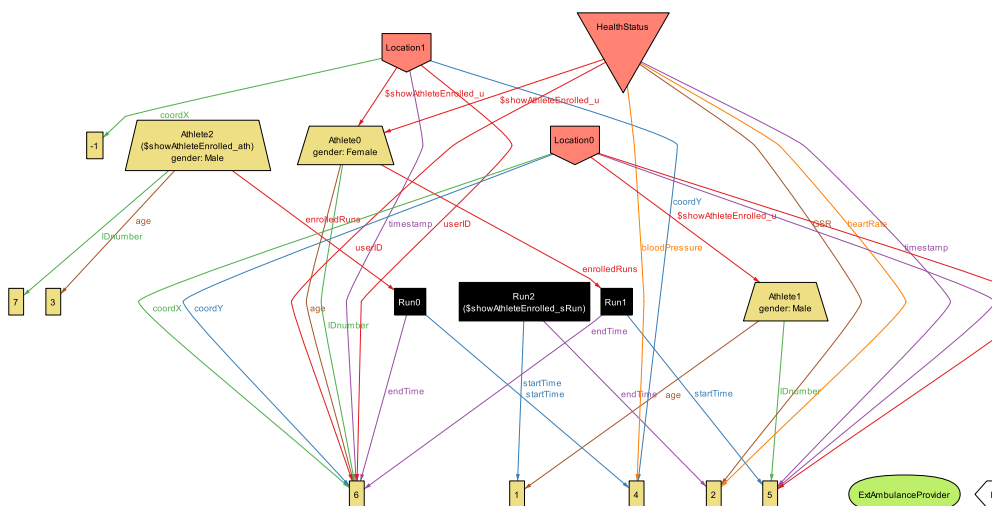 HealthStatus
Location1
$showAthleteEnrolled_u
$showAthleteEnrolled_u
coordX
-1
Athlete2
($showAthleteEnrolled_ath)
gender: Male
Athlete0
gender: Female
Location0
coordY
$showAthleteEnrolled_u
age
enrolledRuns
timestamp
userID
GSR
heartRate
IDnumber
userID
bloodPressure
timestamp
enrolledRuns
7
3
coordX
coordY
age
Run0
Run2
($showAthleteEnrolled_sRun)
Run1
Athlete1
gender: Male
IDnumber
endTime
endTime
startTime
startTime
endTime
age
startTime
IDnumber
6
1
4
2
5
ExtAmbulanceProvider